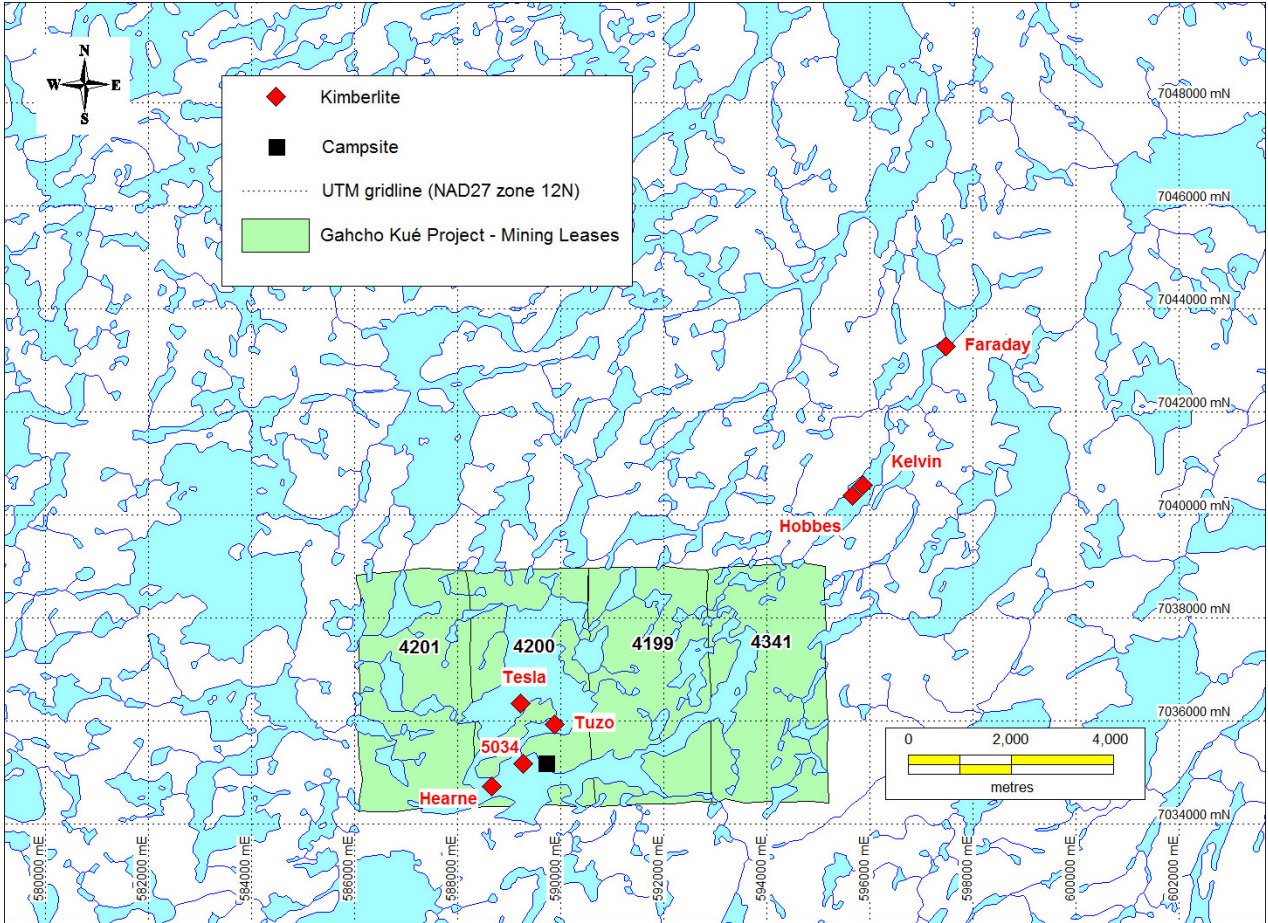 N
W E
S
Kimberlite
Campsite
UTM gridline (NAD27 zone 12N)
Gahcho Kué Project - Mining Leases
7048000 mN
7046000 mN
7044000 mN
Faraday
7042000 mN
Kelvin
Hobbes
7040000 mN
7038000 mN
4201
4200
4199
4341
Tesla
Tuzo
7036000 mN
5034
Hearne
0 2,000 4,000
metres
7034000 mN
580000 mE
582000 mE
584000 mE
586000 mE
588000 mE
590000 mE
592000 mE
594000 mE
596000 mE
598000 mE
600000 mE
602000 mE